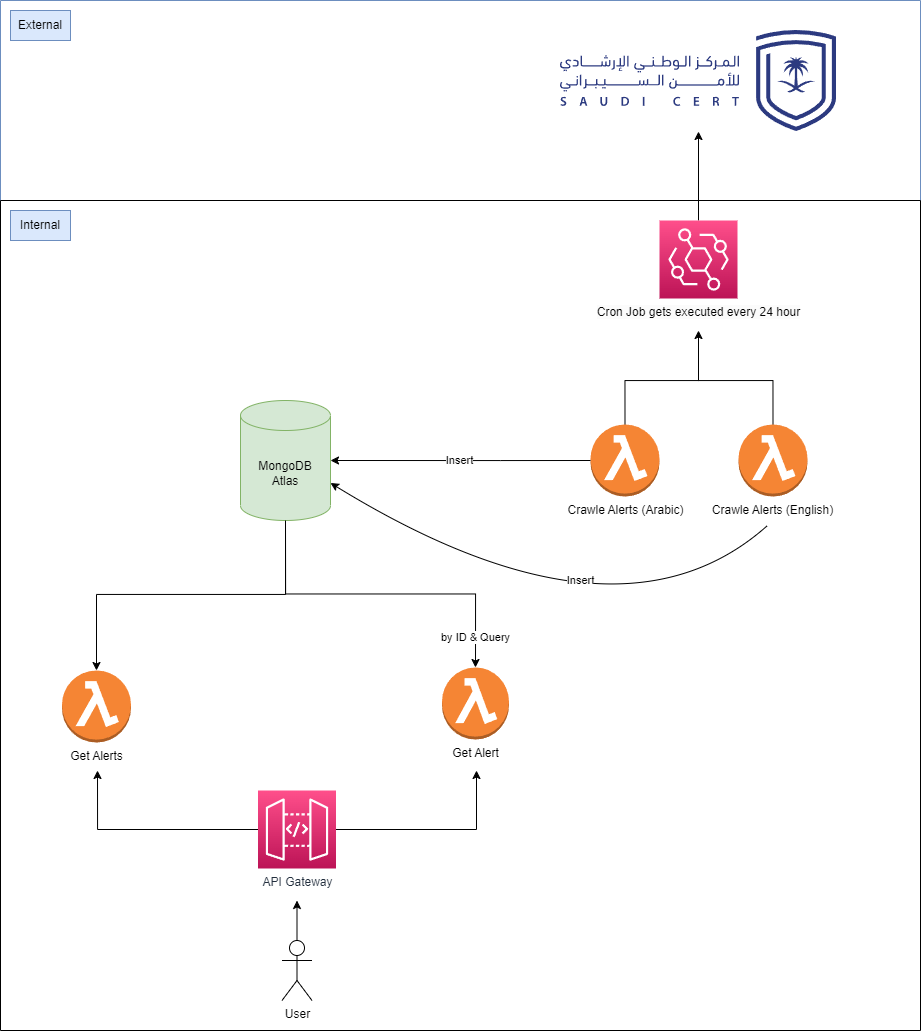 External
المركز الوطني الإرشادي
للأمن السيبراني
SAUDI CERT
Internal
Cron Job gets executed every 24 hour
MongoDB
Atlas
Insert
Crawle Alerts (Arabic)
Crawle Alerts (English)
Insert
by ID & Query
Get Alerts
Get Alert
</>
API Gateway
User